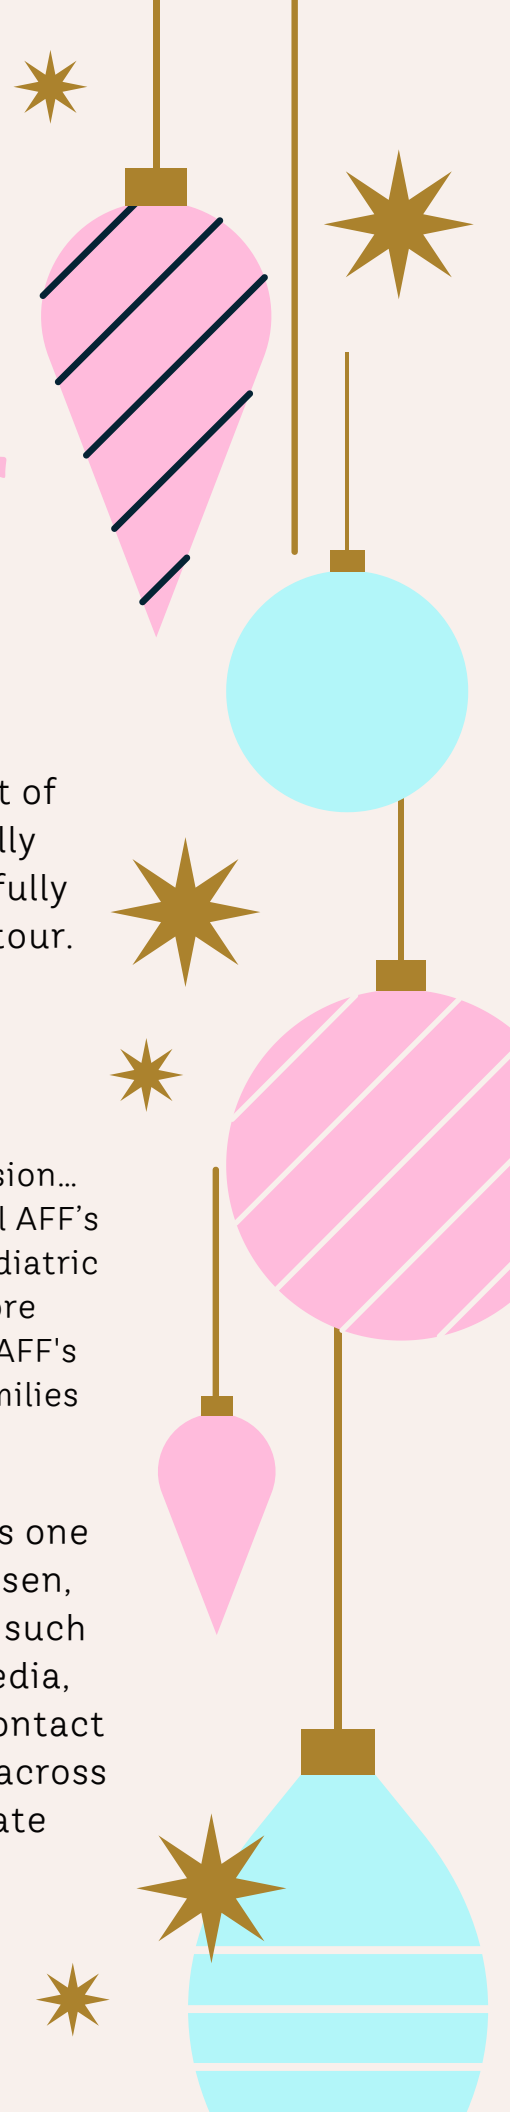 t of
lly
fully
tour.
sion...
l AFF’s
diatric
ore
AFF's
milies
s one
sen,
such
edia,
ontact
across
ate